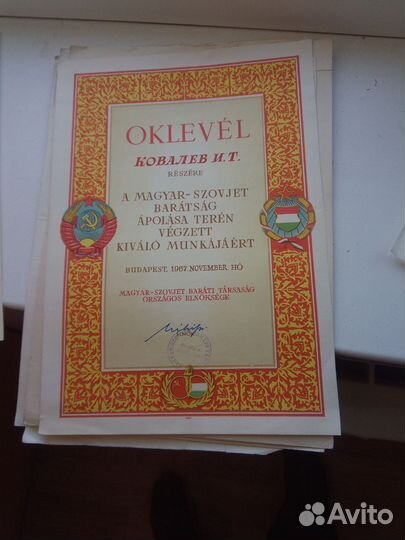 OKLEVÉL
КОВАЛЕВ И.Т.
RÉSZÉRE
A MAGYAR-SZOVJET
BARÁTSÁG
ÁPOLÁSA TERÉN
VÉGZETT
KIVÁLÓ MUNKÁJÁÉRT
BUDAPEST, 1967. NOVEMBER HÓ
MAGYAR-SZOVJET BARÁTI TÁRSASÁG
ORSZÁGOS ELNÖKSÉGE
Avito